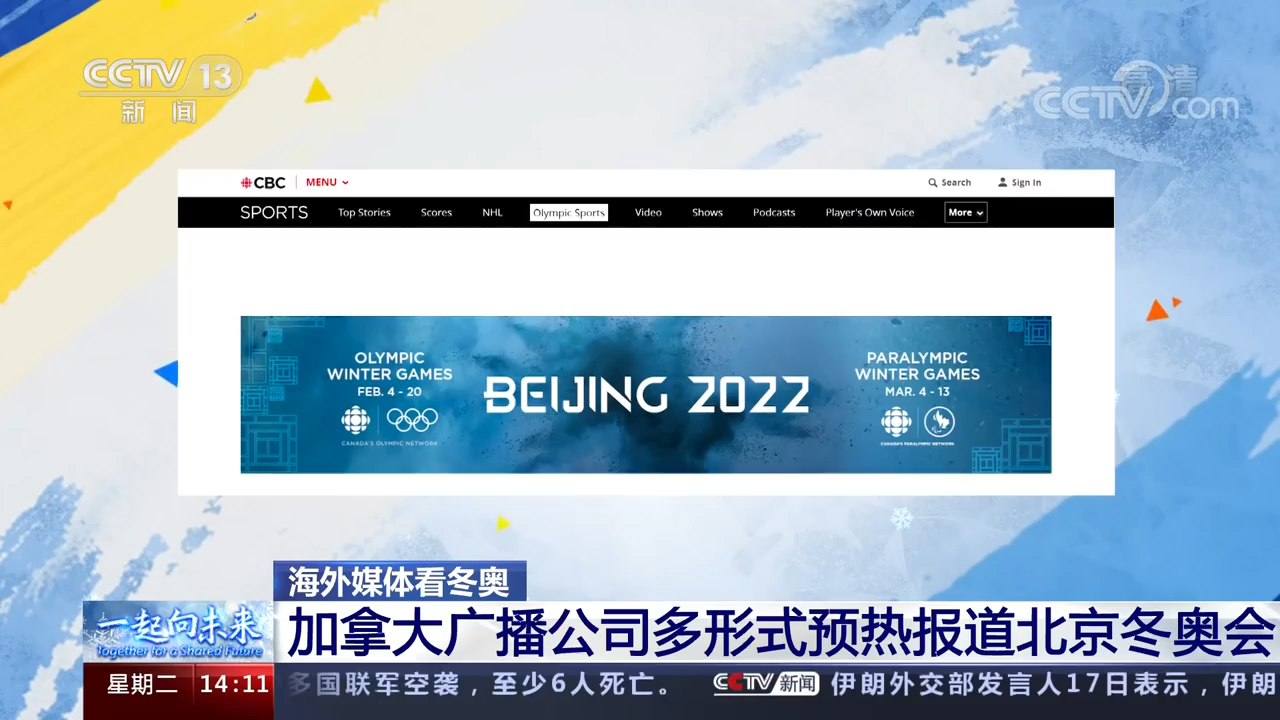 CCTV 13
新闻
高清
CCTV.com
CBC MENU
Search Sign In
SPORTS Top Stories Scores NHL Olympic Sports Video Shows Podcasts Player's Own Voice More
OLYMPIC
WINTER GAMES
FEB. 4 - 20
CANADA'S OLYMPIC NETWORK
BEIJING 2022
PARALYMPIC
WINTER GAMES
MAR. 4 - 13
CANADA'S PARALYMPIC NETWORK
海外媒体看冬奥
一起向未来
Together for a Shared Future
加拿大广播公司多形式预热报道北京冬奥会
星期二 14:11
多国联军空袭，至少6人死亡。 CCTV新闻 伊朗外交部发言人17日表示，伊朗